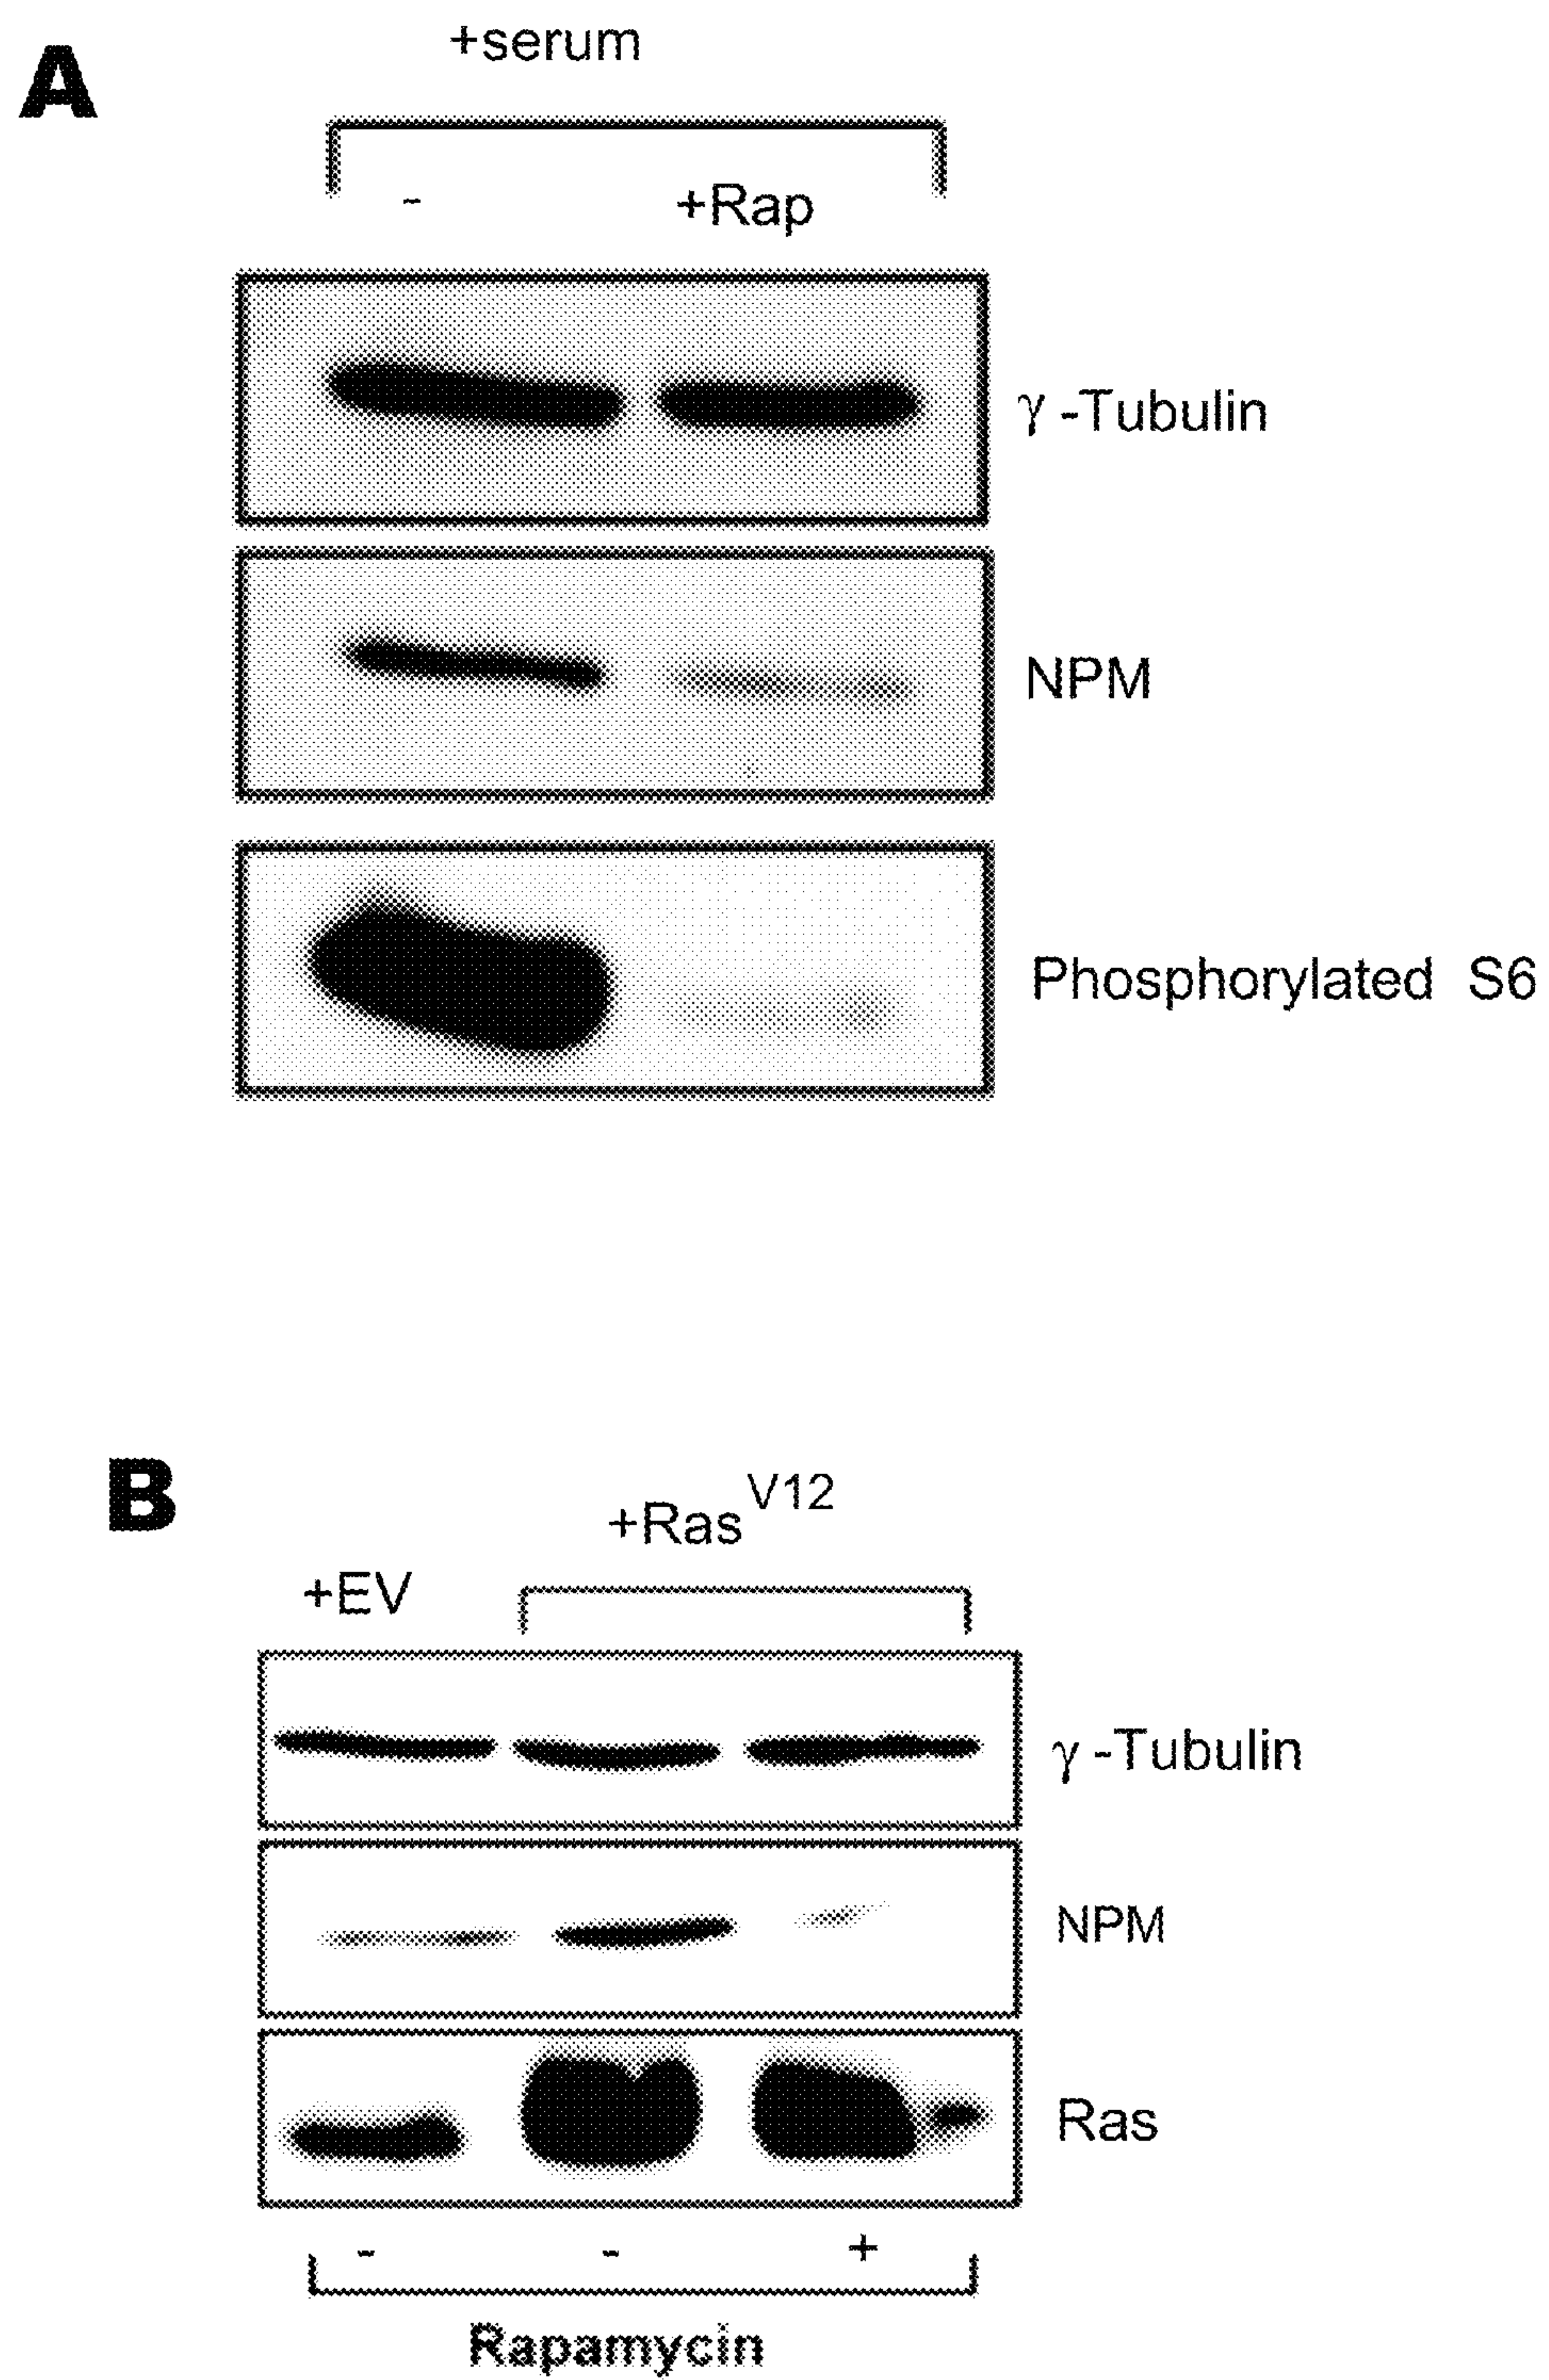 A
+serum
- +Rap
γ -Tubulin
NPM
Phosphorylated S6
B
+Ras V12
+EV
γ -Tubulin
NPM
Ras
- - +
Rapamycin